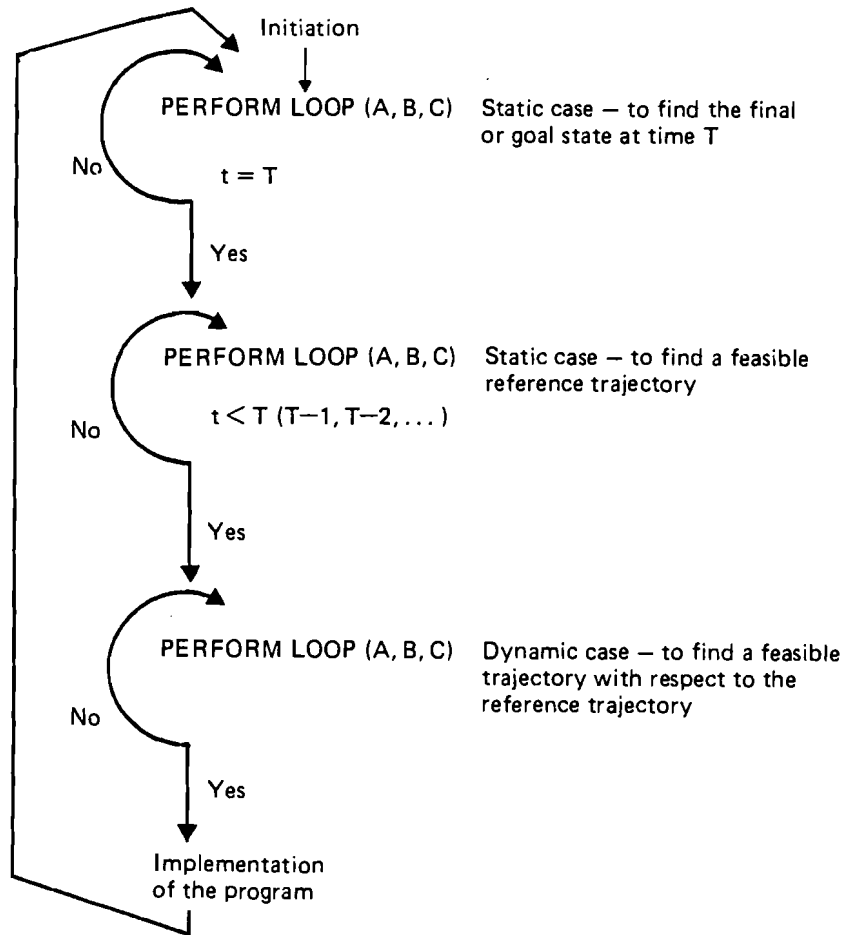 Initiation
PERFORM LOOP (A, B, C) Static case — to find the final
or goal state at time T
No
t = T
Yes
PERFORM LOOP (A, B, C) Static case — to find a feasible
reference trajectory
t < T (T—1, T—2, . . . )
No
Yes
PERFORM LOOP (A, B, C) Dynamic case — to find a feasible
trajectory with respect to the
reference trajectory
No
Yes
Implementation
of the program